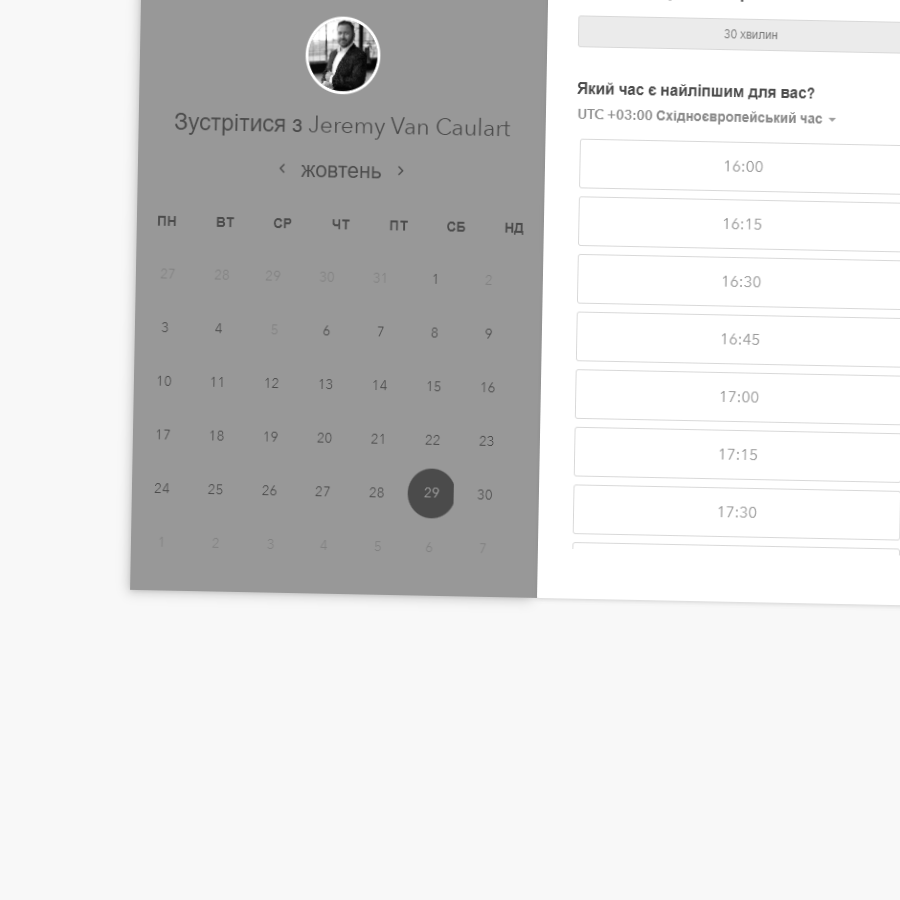 Зустрітися з Jeremy Van Caulart
жовтень
ПН ВТ СР ЧТ ПТ СБ НД
27 28 29 30 31 1 2
3 4 5 6 7 8 9
10 11 12 13 14 15 16
17 18 19 20 21 22 23
24 25 26 27 28 29 30
1 2 3 4 5 6 7
30 хвилин
Який час є найліпшим для вас?
UTC +03:00 Східноєвропейський час
16:00
16:15
16:30
16:45
17:00
17:15
17:30